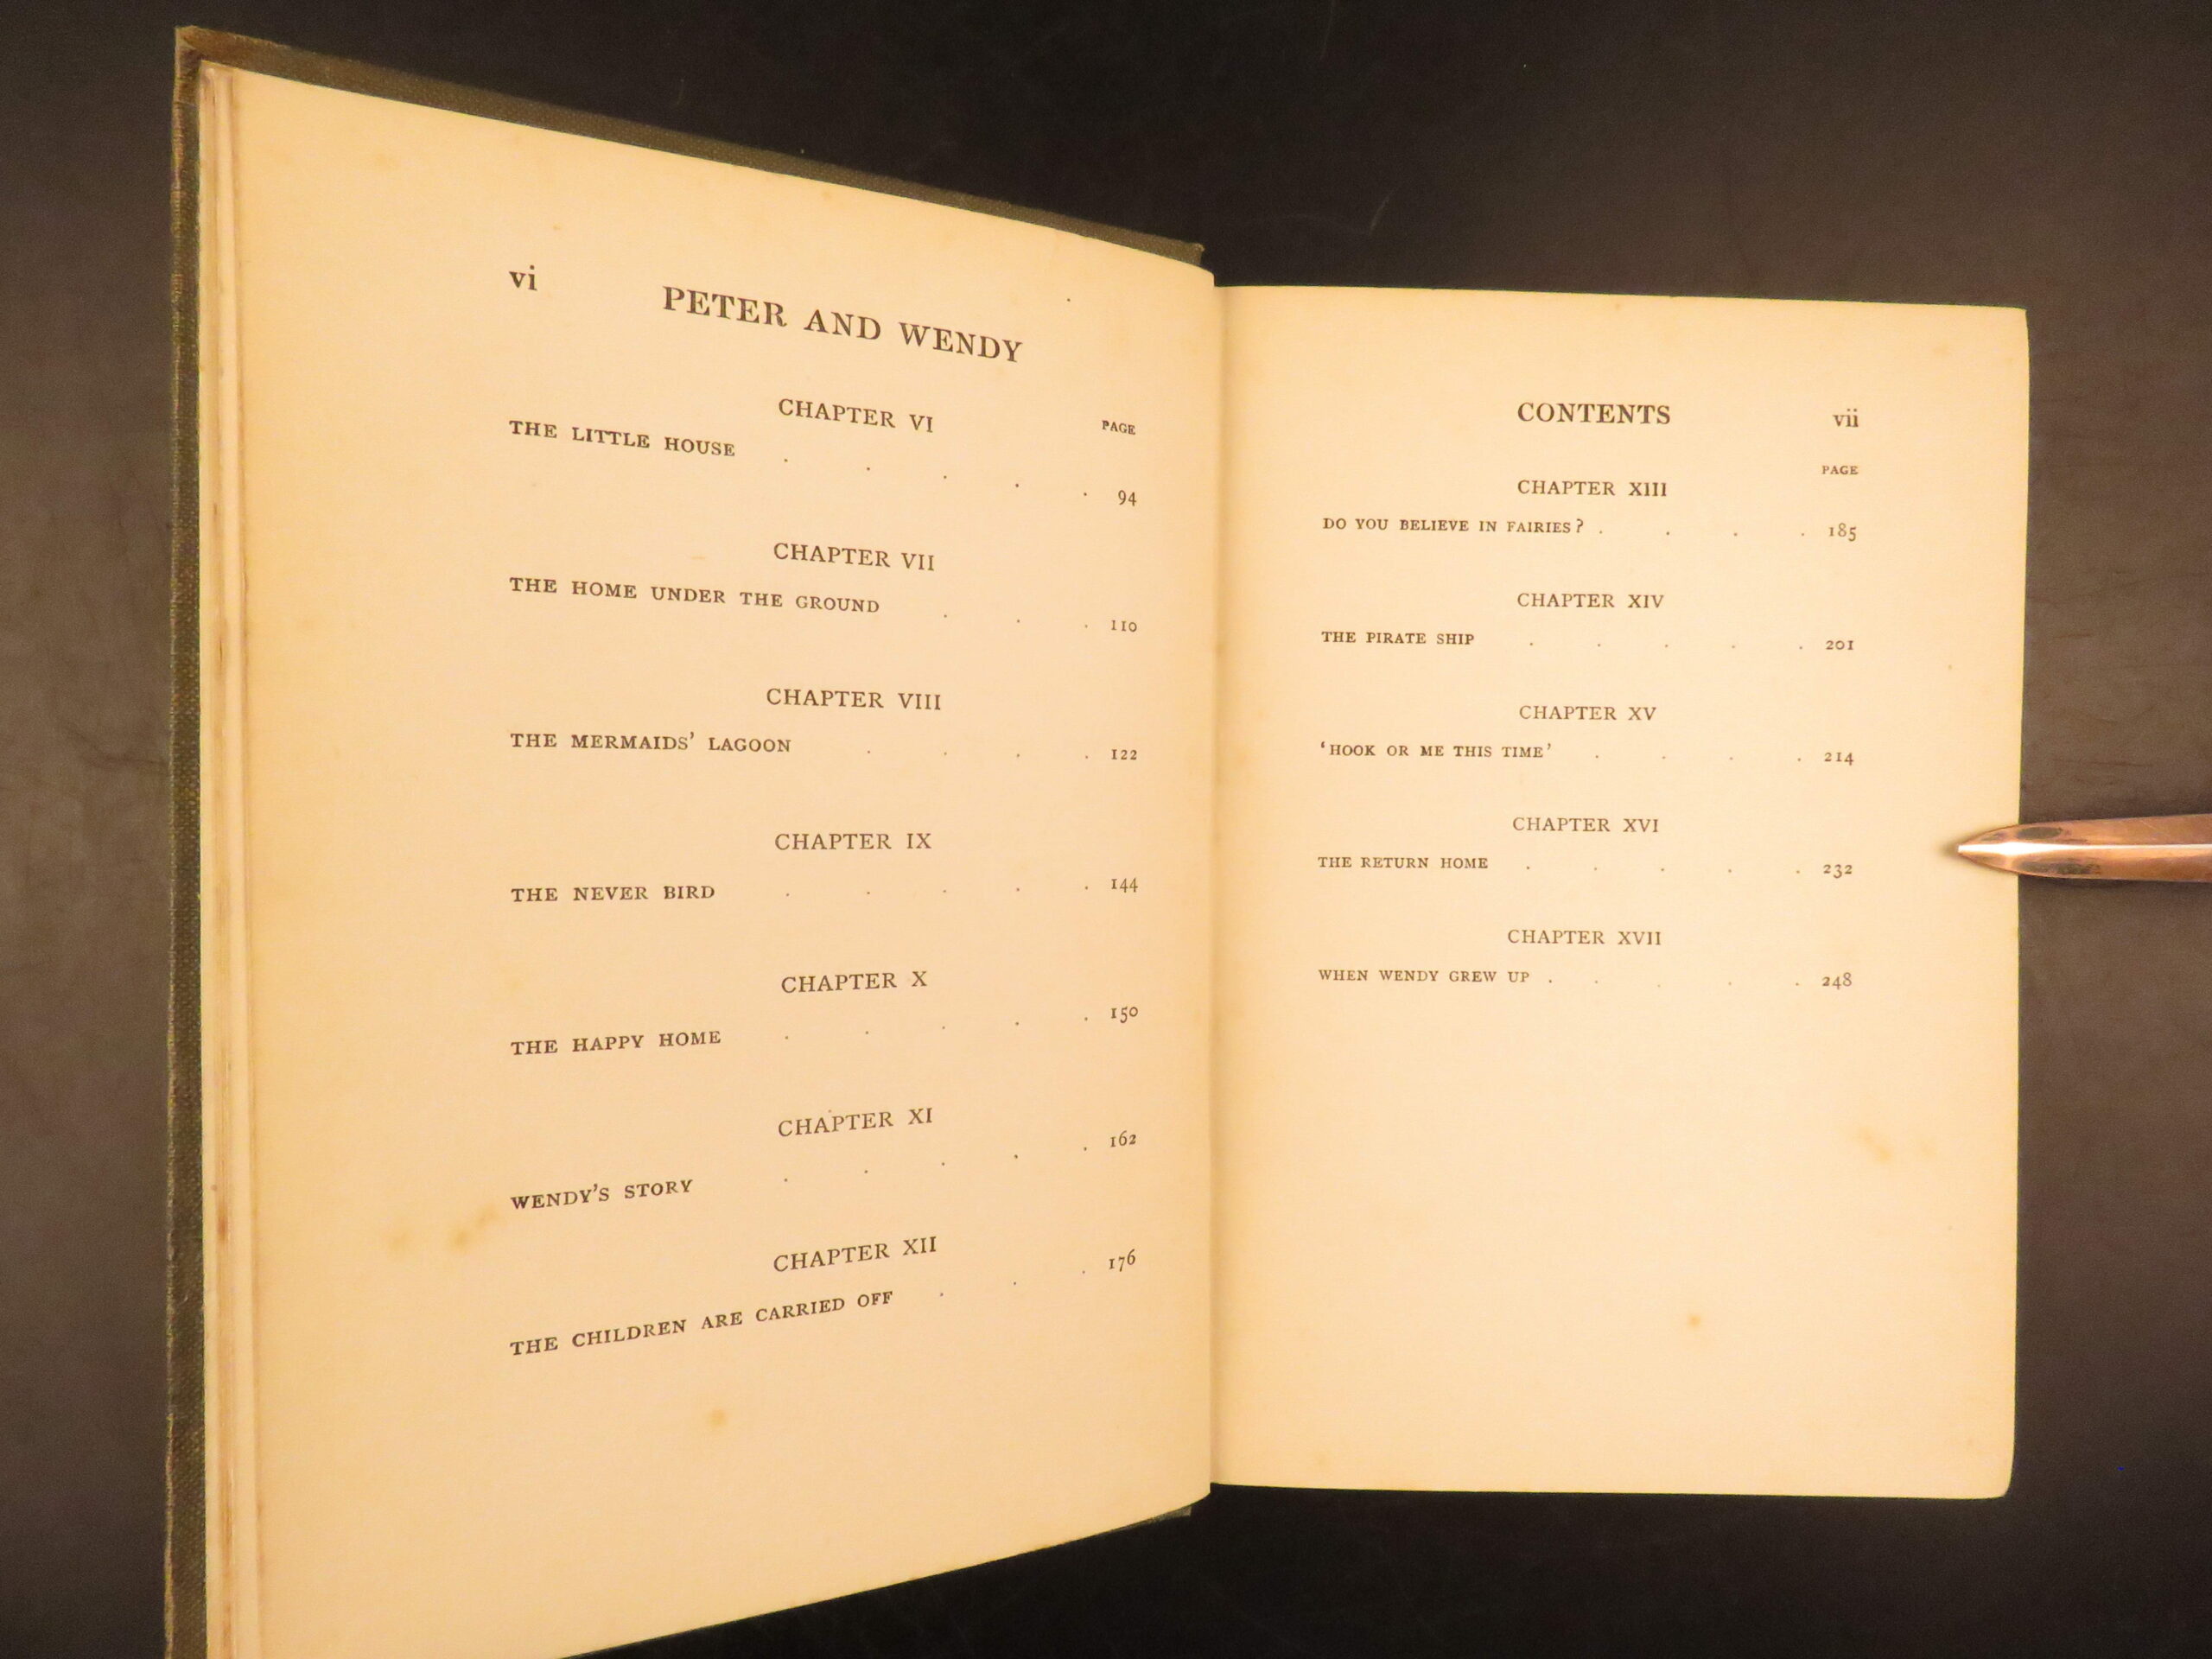 vi PETER AND WENDY
CHAPTER VI
PAGE
THE LITTLE HOUSE . . . . . 94
CHAPTER VII
THE HOME UNDER THE GROUND . . . 110
CHAPTER VIII
THE MERMAIDS' LAGOON . . . . 122
CHAPTER IX
THE NEVER BIRD . . . . . 144
CHAPTER X
THE HAPPY HOME . . . . . 150
CHAPTER XI
WENDY'S STORY . . . . . 162
CHAPTER XII
THE CHILDREN ARE CARRIED OFF . . . 176
CONTENTS vii
PAGE
CHAPTER XIII
DO YOU BELIEVE IN FAIRIES? . . . . 185
CHAPTER XIV
THE PIRATE SHIP . . . . . 201
CHAPTER XV
'HOOK OR ME THIS TIME' . . . . 214
CHAPTER XVI
THE RETURN HOME . . . . . 232
CHAPTER XVII
WHEN WENDY GREW UP . . . . . 248